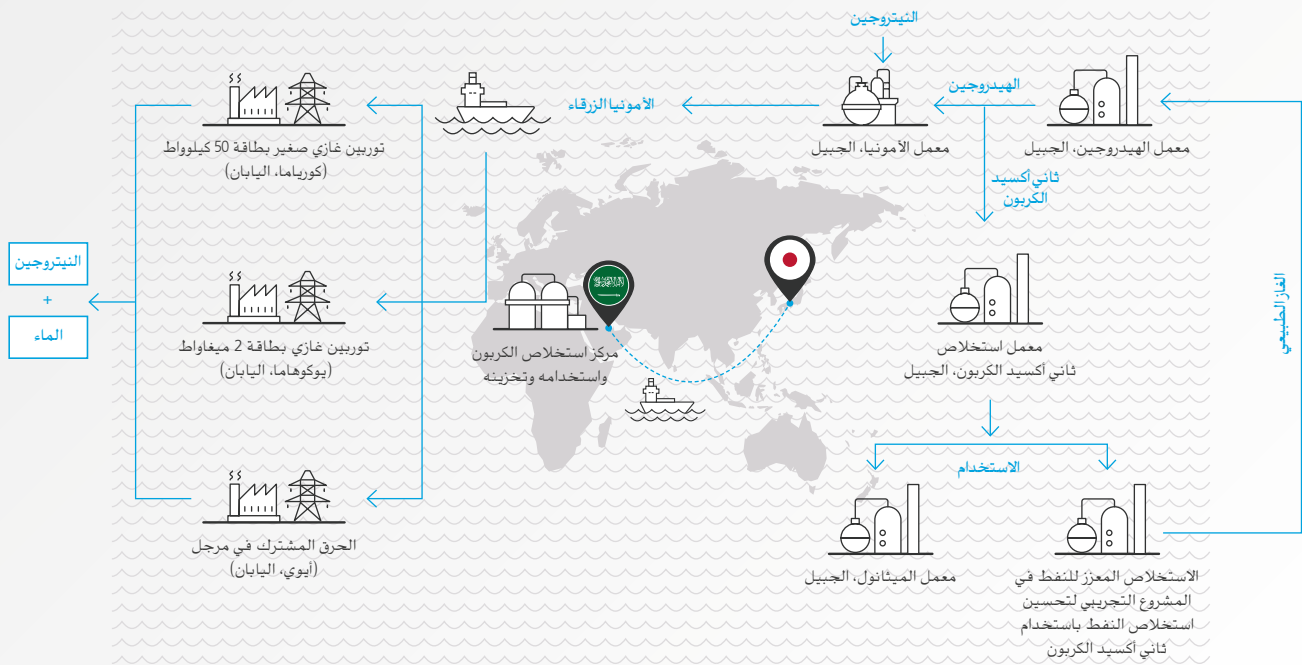 النيتروجين
الهيدروجين
الأمونيا الزرقاء
معمل الهيدروجين، الجبيل
معمل الأمونيا، الجبيل
توربين غازي صغير بطاقة 50 كيلوواط
(كورياما، اليابان)
ثاني أكسيد
الكربون
الغاز الطبيعي
النيتروجين
+
الماء
معمل استخلاص
ثاني أكسيد الكربون، الجبيل
مركز استخلاص الكربون
واستخدامه وتخزينه
توربين غازي بطاقة 2 ميغاواط
(يوكوهاما، اليابان)
الاستخدام
الحرق المشترك في مرجل
(أيوي، اليابان)
الاستخلاص المعزز للنفط في
المشروع التجريبي لتحسين
استخلاص النفط باستخدام
ثاني أكسيد الكربون
معمل الميثانول، الجبيل